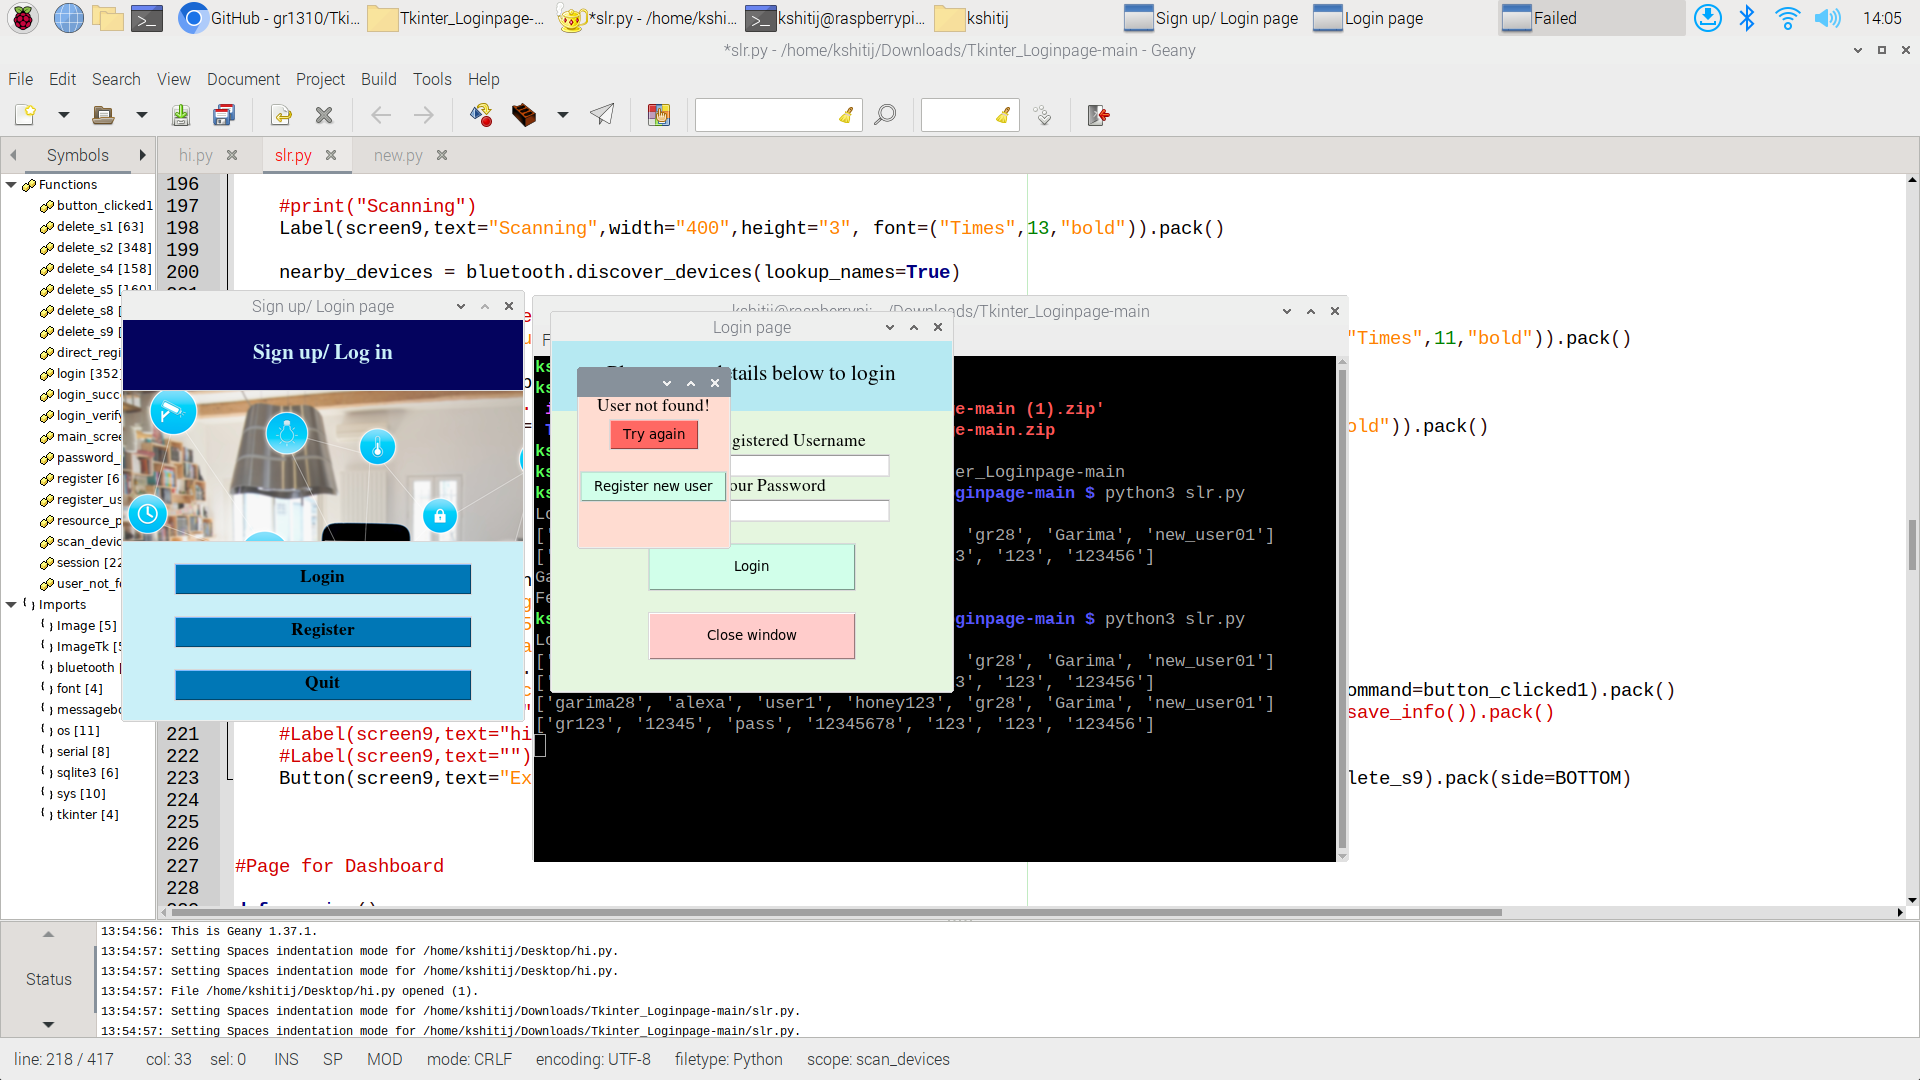 GitHub - gr1310/Tki...
Tkinter_Loginpage-...
*slr.py - /home/kshi...
kshitij@raspberrypi...
kshitij
Sign up/ Login page
Login page
Failed
14:05
*slr.py - /home/kshitij/Downloads/Tkinter_Loginpage-main - Geany
File Edit Search View Document Project Build Tools Help
Symbols
hi.py
slr.py
new.py
Functions
button_clicked1
delete_s1 [63]
delete_s2 [348]
delete_s4 [158]
delete_s5 [160]
delete_s8
delete_s9
direct_regi
login [352]
login_succ
login_verify
main_scree
password_
register [6
register_us
resource_p
scan_devic
session [22
user_not_f
Imports
Image [5]
ImageTk [5
bluetooth [
font [4]
messagebo
os [11]
serial [8]
sqlite3 [6]
sys [10]
tkinter [4]
196
197 #print("Scanning")
198 Label(screen9,text="Scanning",width="400",height="3", font=("Times",13,"bold")).pack()
199
200 nearby_devices = bluetooth.discover_devices(lookup_names=True)
"Times",11,"bold")).pack()
old")).pack()
ommand=button_clicked1).pack()
save_info()).pack()
221 #Label(screen9,text="hi
222 #Label(screen9,text="")
223 Button(screen9,text="Ex
lete_s9).pack(side=BOTTOM)
224
225
226
227 #Page for Dashboard
228
Sign up/ Login page
Sign up/ Log in
Login
Register
Quit
kshitij@raspberrypi: ~/Downloads/Tkinter_Loginpage-main
ge-main (1).zip'
ge-main.zip
er_Loginpage-main
ginpage-main $ python3 slr.py
, 'gr28', 'Garima', 'new_user01']
3', '123', '123456']
ginpage-main $ python3 slr.py
, 'gr28', 'Garima', 'new_user01']
3', '123', '123456']
['garima28', 'alexa', 'user1', 'honey123', 'gr28', 'Garima', 'new_user01']
['gr123', '12345', 'pass', '12345678', '123', '123', '123456']
Login page
etails below to login
gistered Username
our Password
Login
Close window
User not found!
Try again
Register new user
Status
13:54:56: This is Geany 1.37.1.
13:54:57: Setting Spaces indentation mode for /home/kshitij/Desktop/hi.py.
13:54:57: Setting Spaces indentation mode for /home/kshitij/Desktop/hi.py.
13:54:57: File /home/kshitij/Desktop/hi.py opened (1).
13:54:57: Setting Spaces indentation mode for /home/kshitij/Downloads/Tkinter_Loginpage-main/slr.py.
13:54:57: Setting Spaces indentation mode for /home/kshitij/Downloads/Tkinter_Loginpage-main/slr.py.
line: 218 / 417 col: 33 sel: 0 INS SP MOD mode: CRLF encoding: UTF-8 filetype: Python scope: scan_devices